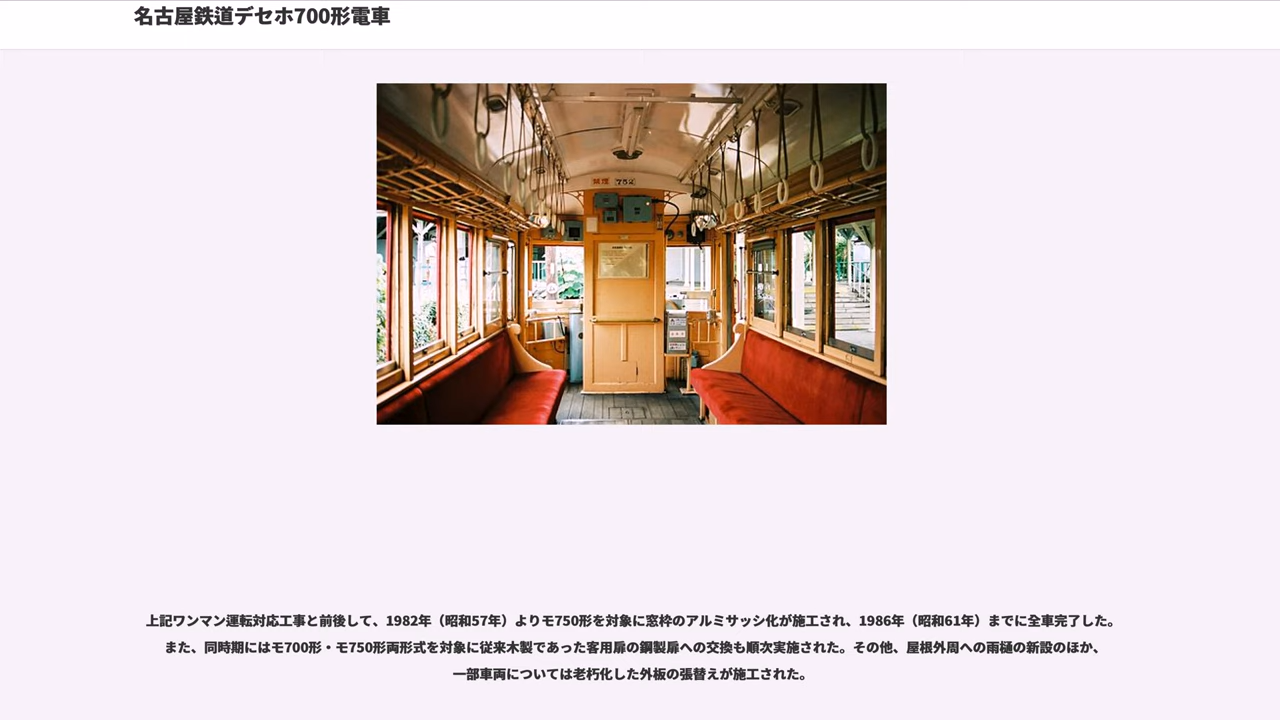 名古屋鉄道デセホ700形電車
禁煙 752
上記ワンマン運転対応工事と前後して、1982年（昭和57年）よりモ750形を対象に窓枠のアルミサッシ化が施工され、1986年（昭和61年）までに全車完了した。
また、同時期にはモ700形・モ750形両形式を対象に従来木製であった客用扉の鋼製扉への交換も順次実施された。その他、屋根外周への雨樋の新設のほか、
一部車両については老朽化した外板の張替えが施工された。